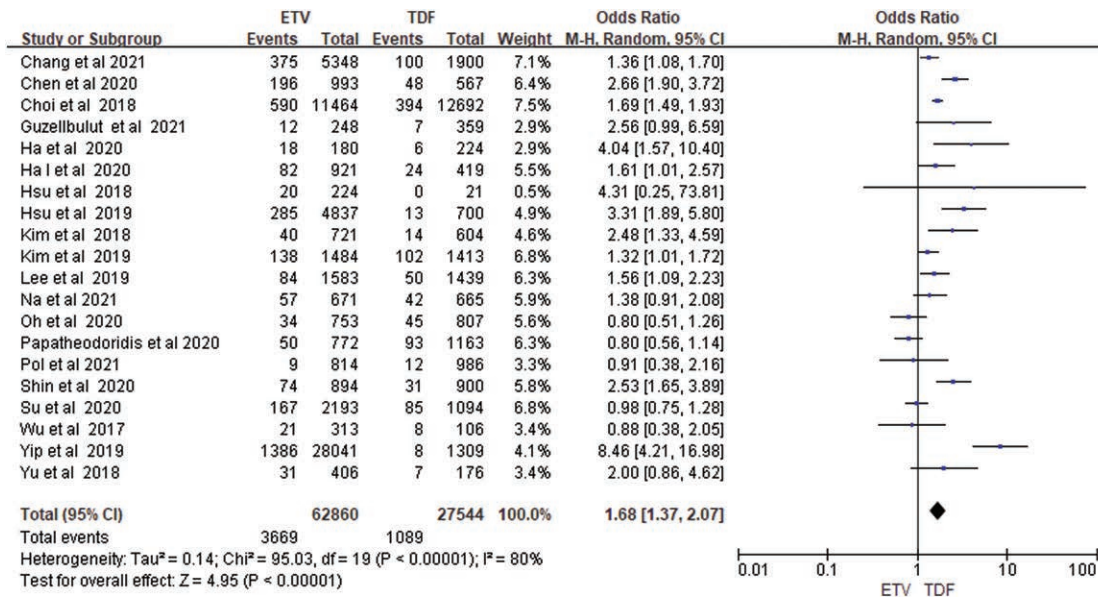 ETV TDF Odds Ratio Odds Ratio
Study or Subgroup Events Total Events Total Weight M-H, Random, 95% CI M-H, Random, 95% CI
Chang et al 2021 375 5348 100 1900 7.1% 1.36 [1.08, 1.70]
Chen et al 2020 196 993 48 567 6.4% 2.66 [1.90, 3.72]
Choi et al 2018 590 11464 394 12692 7.5% 1.69 [1.49, 1.93]
Guzellbulut et al 2021 12 248 7 359 2.9% 2.56 [0.99, 6.59]
Ha et al 2020 18 180 6 224 2.9% 4.04 [1.57, 10.40]
Ha I et al 2020 82 921 24 419 5.4% 1.61 [1.01, 2.57]
Hsu et al 2018 20 224 0 21 0.5% 4.31 [0.25, 73.81]
Hsu et al 2019 285 4837 13 700 4.9% 3.31 [1.89, 5.80]
Kim et al 2018 40 721 14 604 4.6% 2.48 [1.33, 4.59]
Kim et al 2019 138 1484 102 1413 6.8% 1.32 [1.01, 1.72]
Lee et al 2019 84 1583 50 1439 6.2% 1.56 [1.09, 2.23]
Na et al 2021 57 671 42 665 5.9% 1.38 [0.91, 2.08]
Oh et al 2020 34 753 45 807 5.6% 0.80 [0.51, 1.26]
Papatheodoridis et al 2020 50 772 93 1163 6.2% 0.80 [0.56, 1.14]
Pol et al 2021 9 814 12 986 3.3% 0.91 [0.38, 2.16]
Shin et al 2020 74 894 31 900 5.8% 2.53 [1.65, 3.89]
Su et al 2020 167 2193 85 1094 6.8% 0.98 [0.75, 1.28]
Wu et al 2017 21 313 8 106 3.4% 0.88 [0.38, 2.05]
Yip et al 2019 1386 28041 8 1309 4.1% 8.46 [4.21, 16.98]
Yu et al 2018 31 406 7 176 3.4% 2.00 [0.86, 4.62]
Total (95% CI) 62860 27544 100.0% 1.68 [1.37, 2.07]
Total events 3669 1089
Heterogeneity: Tau² = 0.14; Chi² = 95.03, df = 19 (P < 0.00001); I² = 80%
Test for overall effect: Z = 4.95 (P < 0.00001)
0.01 0.1 1 10 100
ETV TDF